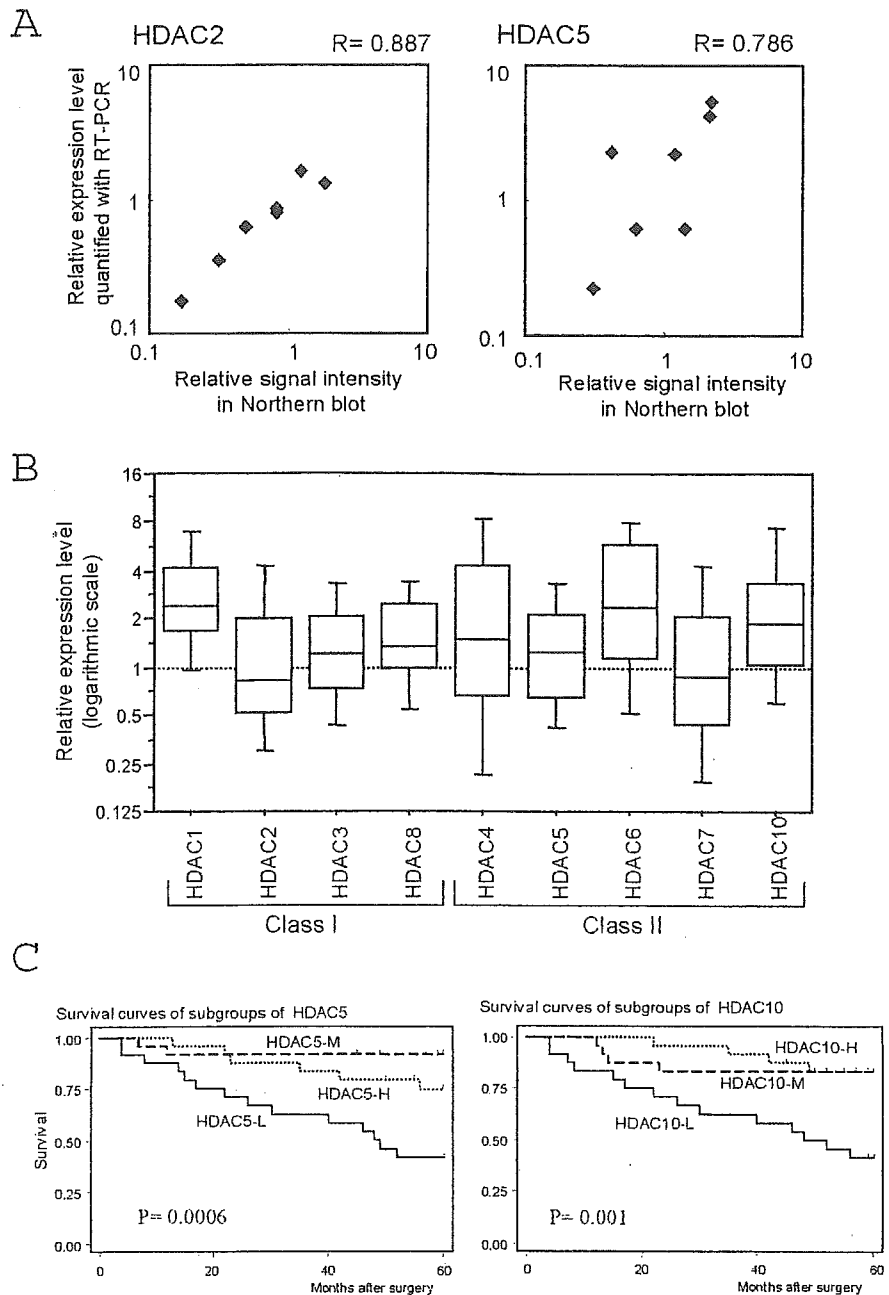 A
HDAC2
R= 0.887
HDAC5
R= 0.786
Relative expression level
quantified with RT-PCR
10
1
0.1
0.1
1
10
Relative signal intensity
in Northern blot
10
1
0.1
0.1
1
10
Relative signal intensity
in Northern blot
B
Relative expression level
(logarithmic scale)
16
8
4
2
1
0.5
0.25
0.125
HDAC1
HDAC2
HDAC3
HDAC8
HDAC4
HDAC5
HDAC6
HDAC7
HDAC10
Class I
Class II
C
Survival curves of subgroups of HDAC5
Survival
1.00
0.75
0.50
0.25
0.00
HDAC5-M
HDAC5-H
HDAC5-L
P= 0.0006
0
20
40
60
Months after surgery
Survival curves of subgroups of HDAC10
1.00
0.75
0.50
0.25
0.00
HDAC10-H
HDAC10-M
HDAC10-L
P= 0.001
0
20
40
60
Months after surgery